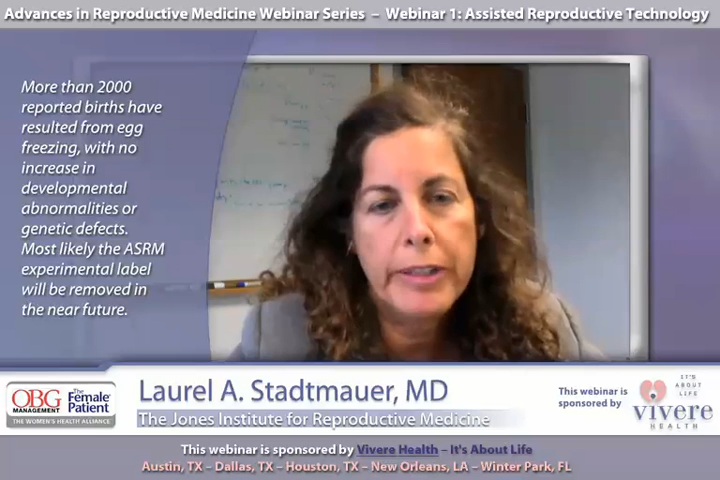 Advances in Reproductive Medicine Webinar Series – Webinar 1: Assisted Reproductive Technology
More than 2000
reported births have
resulted from egg
freezing, with no
increase in
developmental
abnormalities or
genetic defects.
Most likely the ASRM
experimental label
will be removed in
the near future.
OBG
MANAGEMENT
The Female
Patient
THE WOMEN'S HEALTH ALLIANCE
Laurel A. Stadtmauer, MD
The Jones Institute for Reproductive Medicine
This webinar is
sponsored by
IT'S
ABOUT
LIFE
vivere
HEALTH
This webinar is sponsored by Vivere Health – It's About Life
Austin, TX – Dallas, TX – Houston, TX – New Orleans, LA – Winter Park, FL